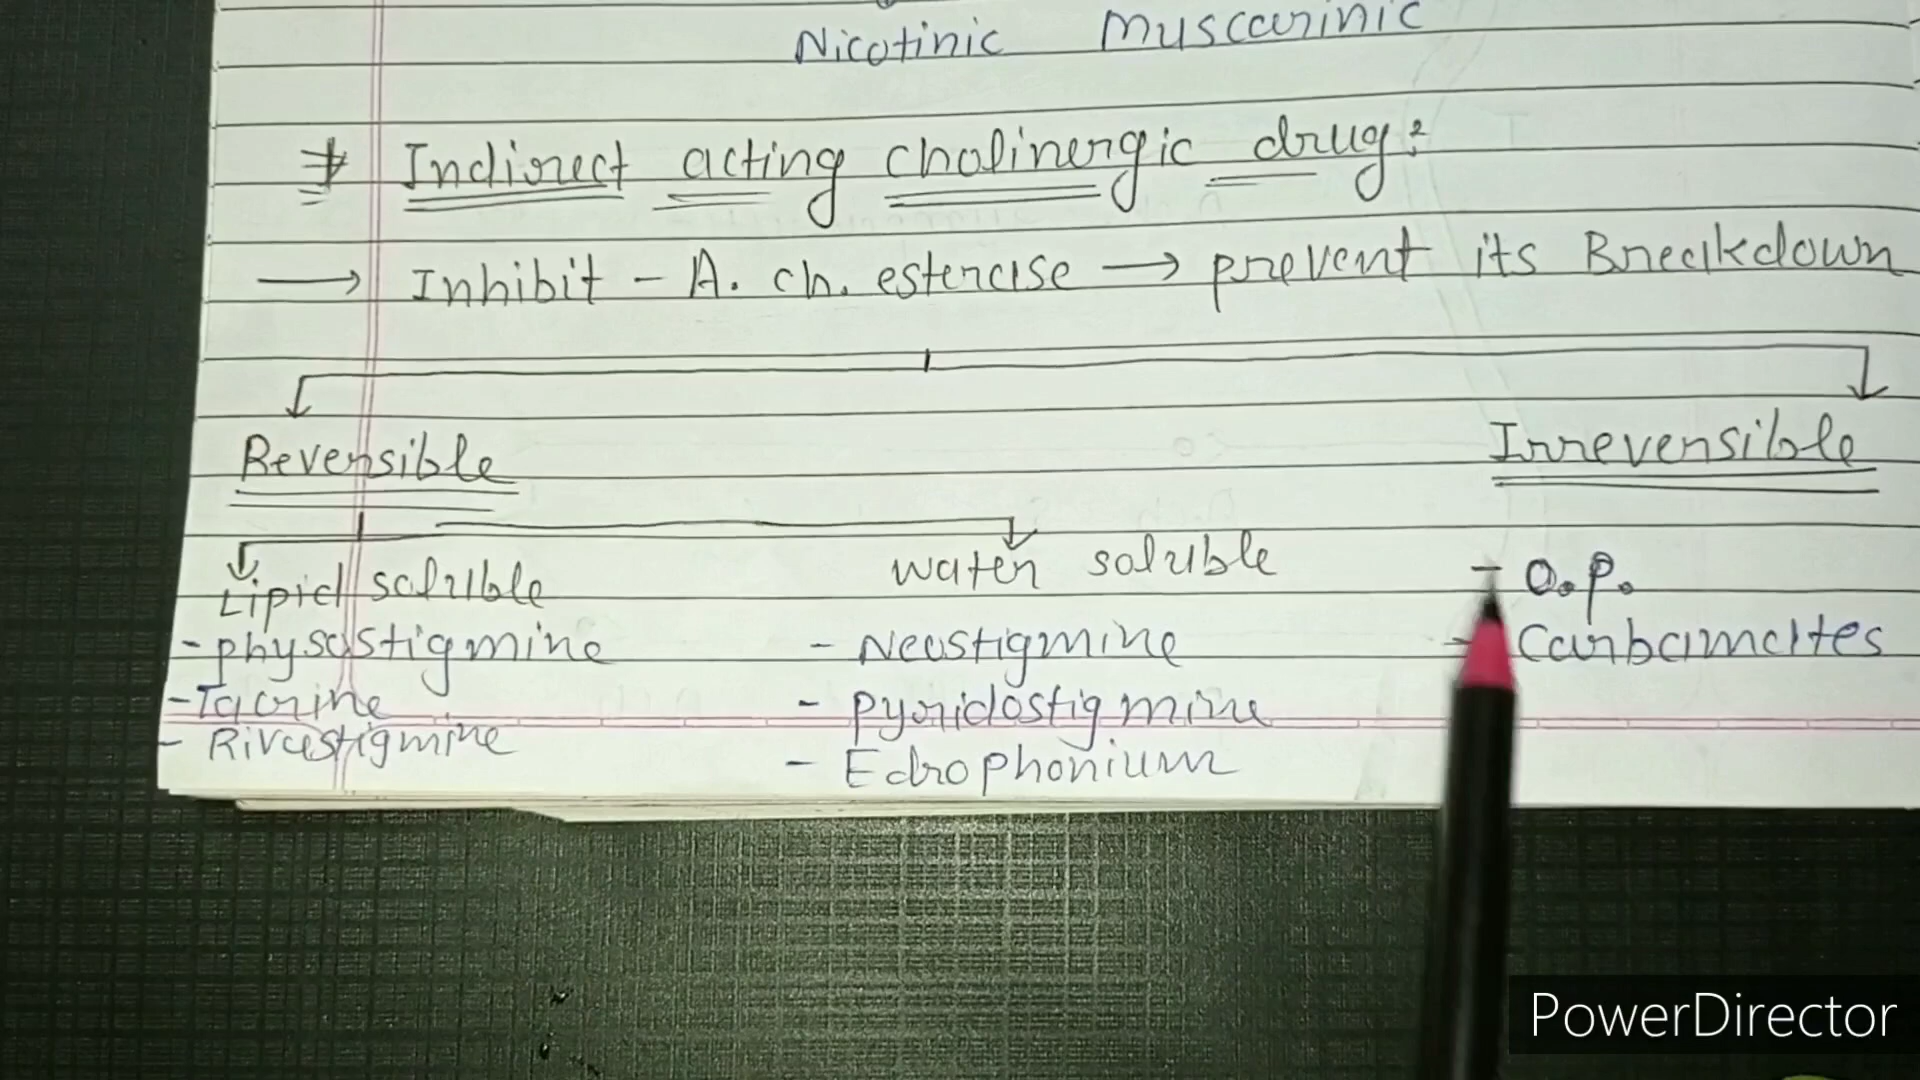 Nicotinic Muscarinic
⇒ Indirect acting cholinergic drug:
→ Inhibit - A. ch. esterase → prevent its Breakdown
Reversible Irreversible
Lipid soluble water soluble - O.P.
- physostigmine - Neostigmine - Carbamates
- Tacrine - pyridostigmine
- Rivastigmine - Edrophonium
PowerDirector